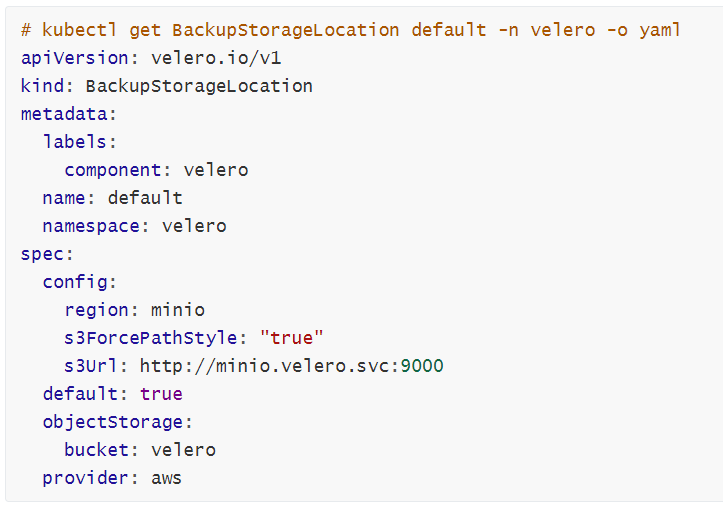 # kubectl get BackupStorageLocation default -n velero -o yaml
apiVersion: velero.io/v1
kind: BackupStorageLocation
metadata:
  labels:
    component: velero
  name: default
  namespace: velero
spec:
  config:
    region: minio
    s3ForcePathStyle: "true"
    s3Url: http://minio.velero.svc:9000
  default: true
  objectStorage:
    bucket: velero
  provider: aws